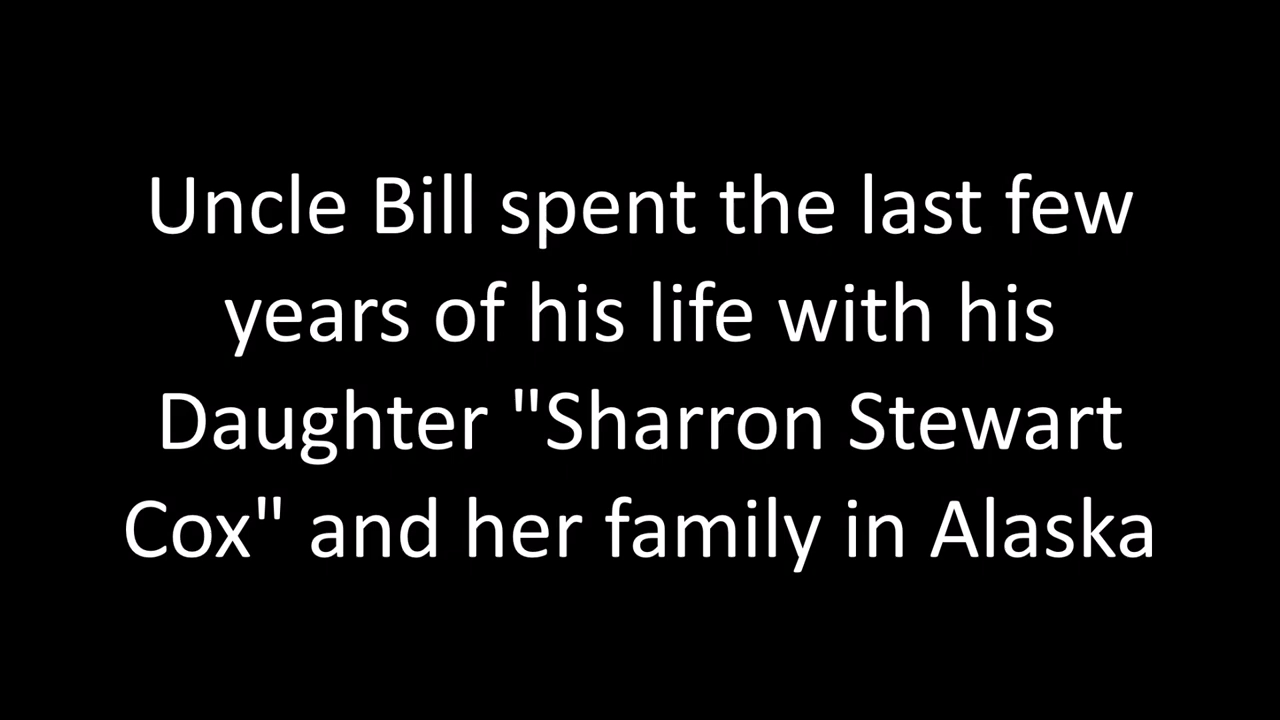 Uncle Bill spent the last few
years of his life with his
Daughter "Sharron Stewart
Cox" and her family in Alaska